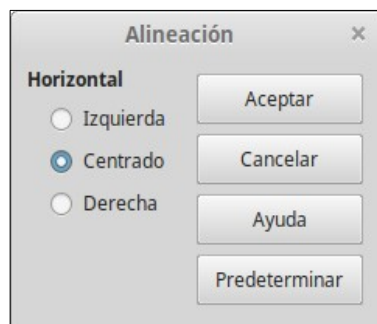 Alineación
Horizontal
Izquierda
Centrado
Derecha
Aceptar
Cancelar
Ayuda
Predeterminar